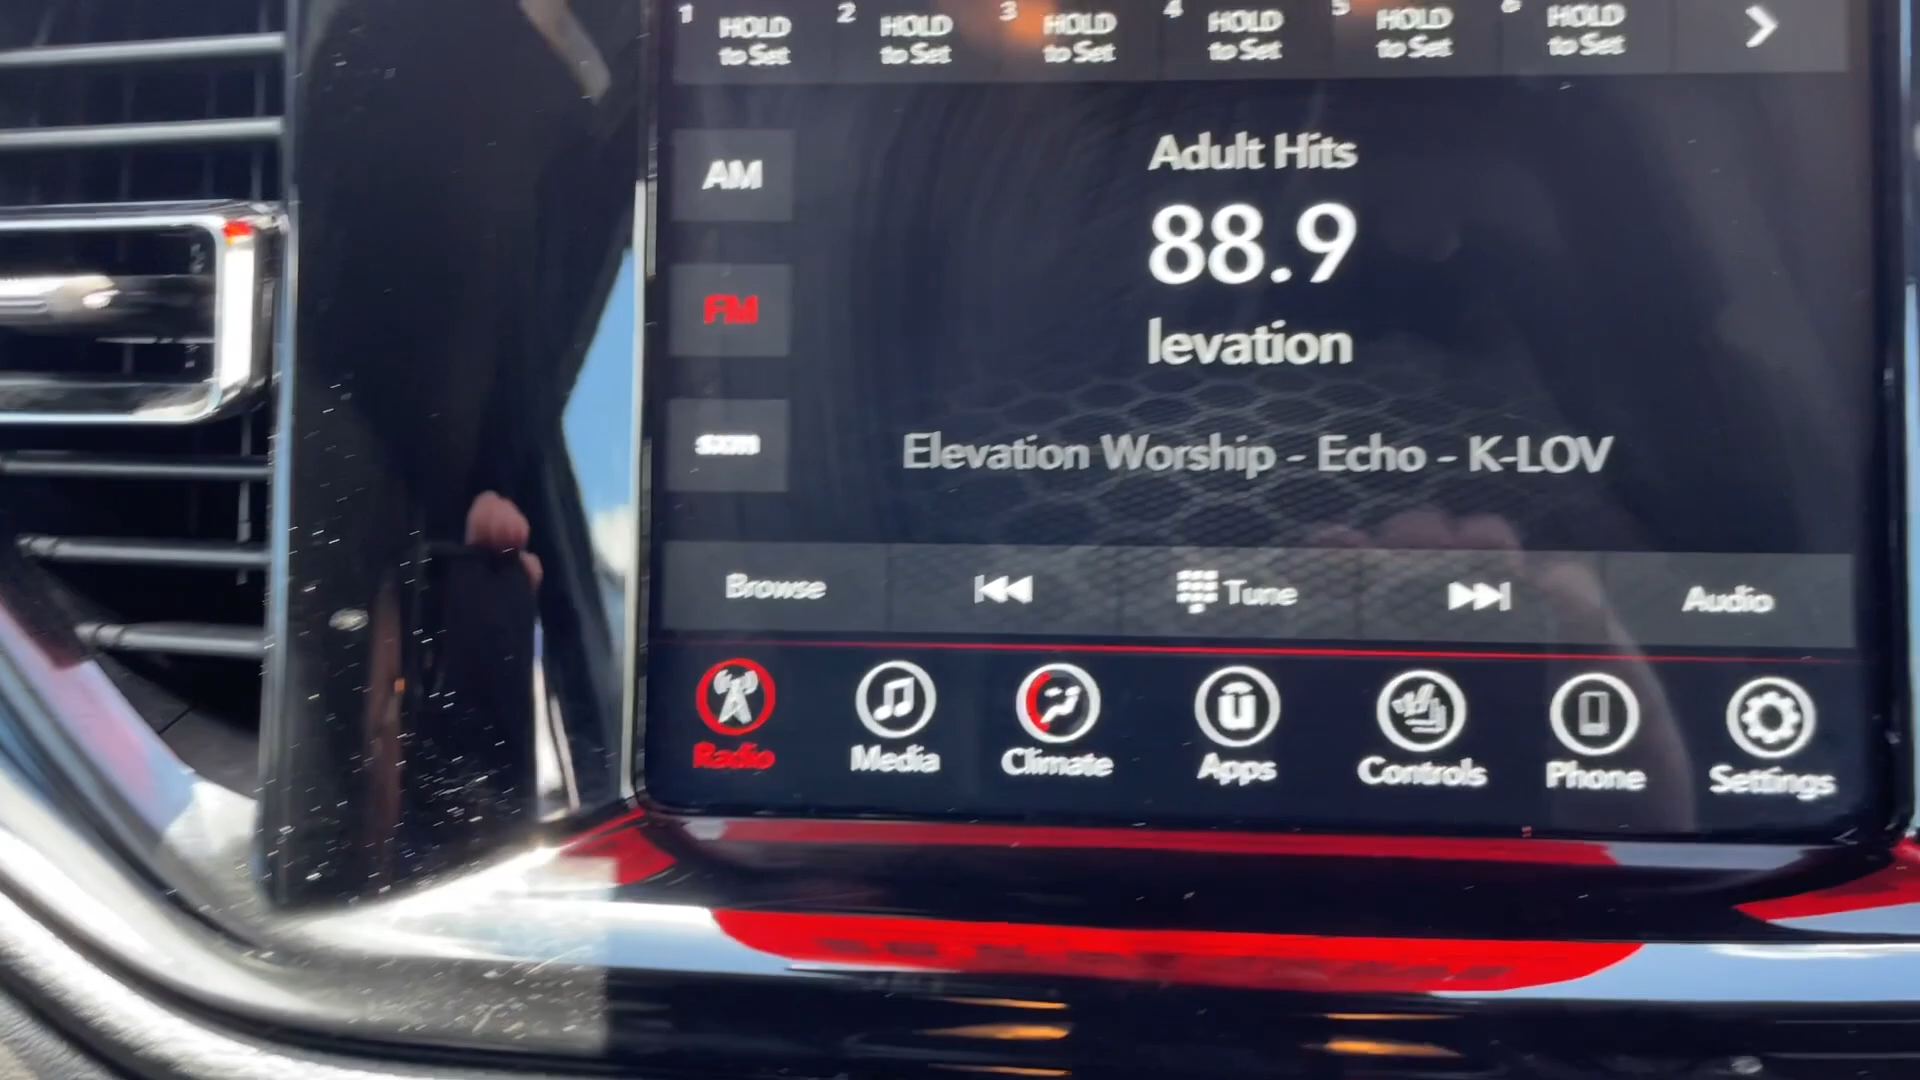 1 HOLD to Set
2 HOLD to Set
3 HOLD to Set
4 HOLD to Set
5 HOLD to Set
6 HOLD to Set
AM
Adult Hits
88.9
FM
levation
sxm
Elevation Worship - Echo - K-LOV
Browse
Tune
Audio
Radio
Media
Climate
Apps
Controls
Phone
Settings